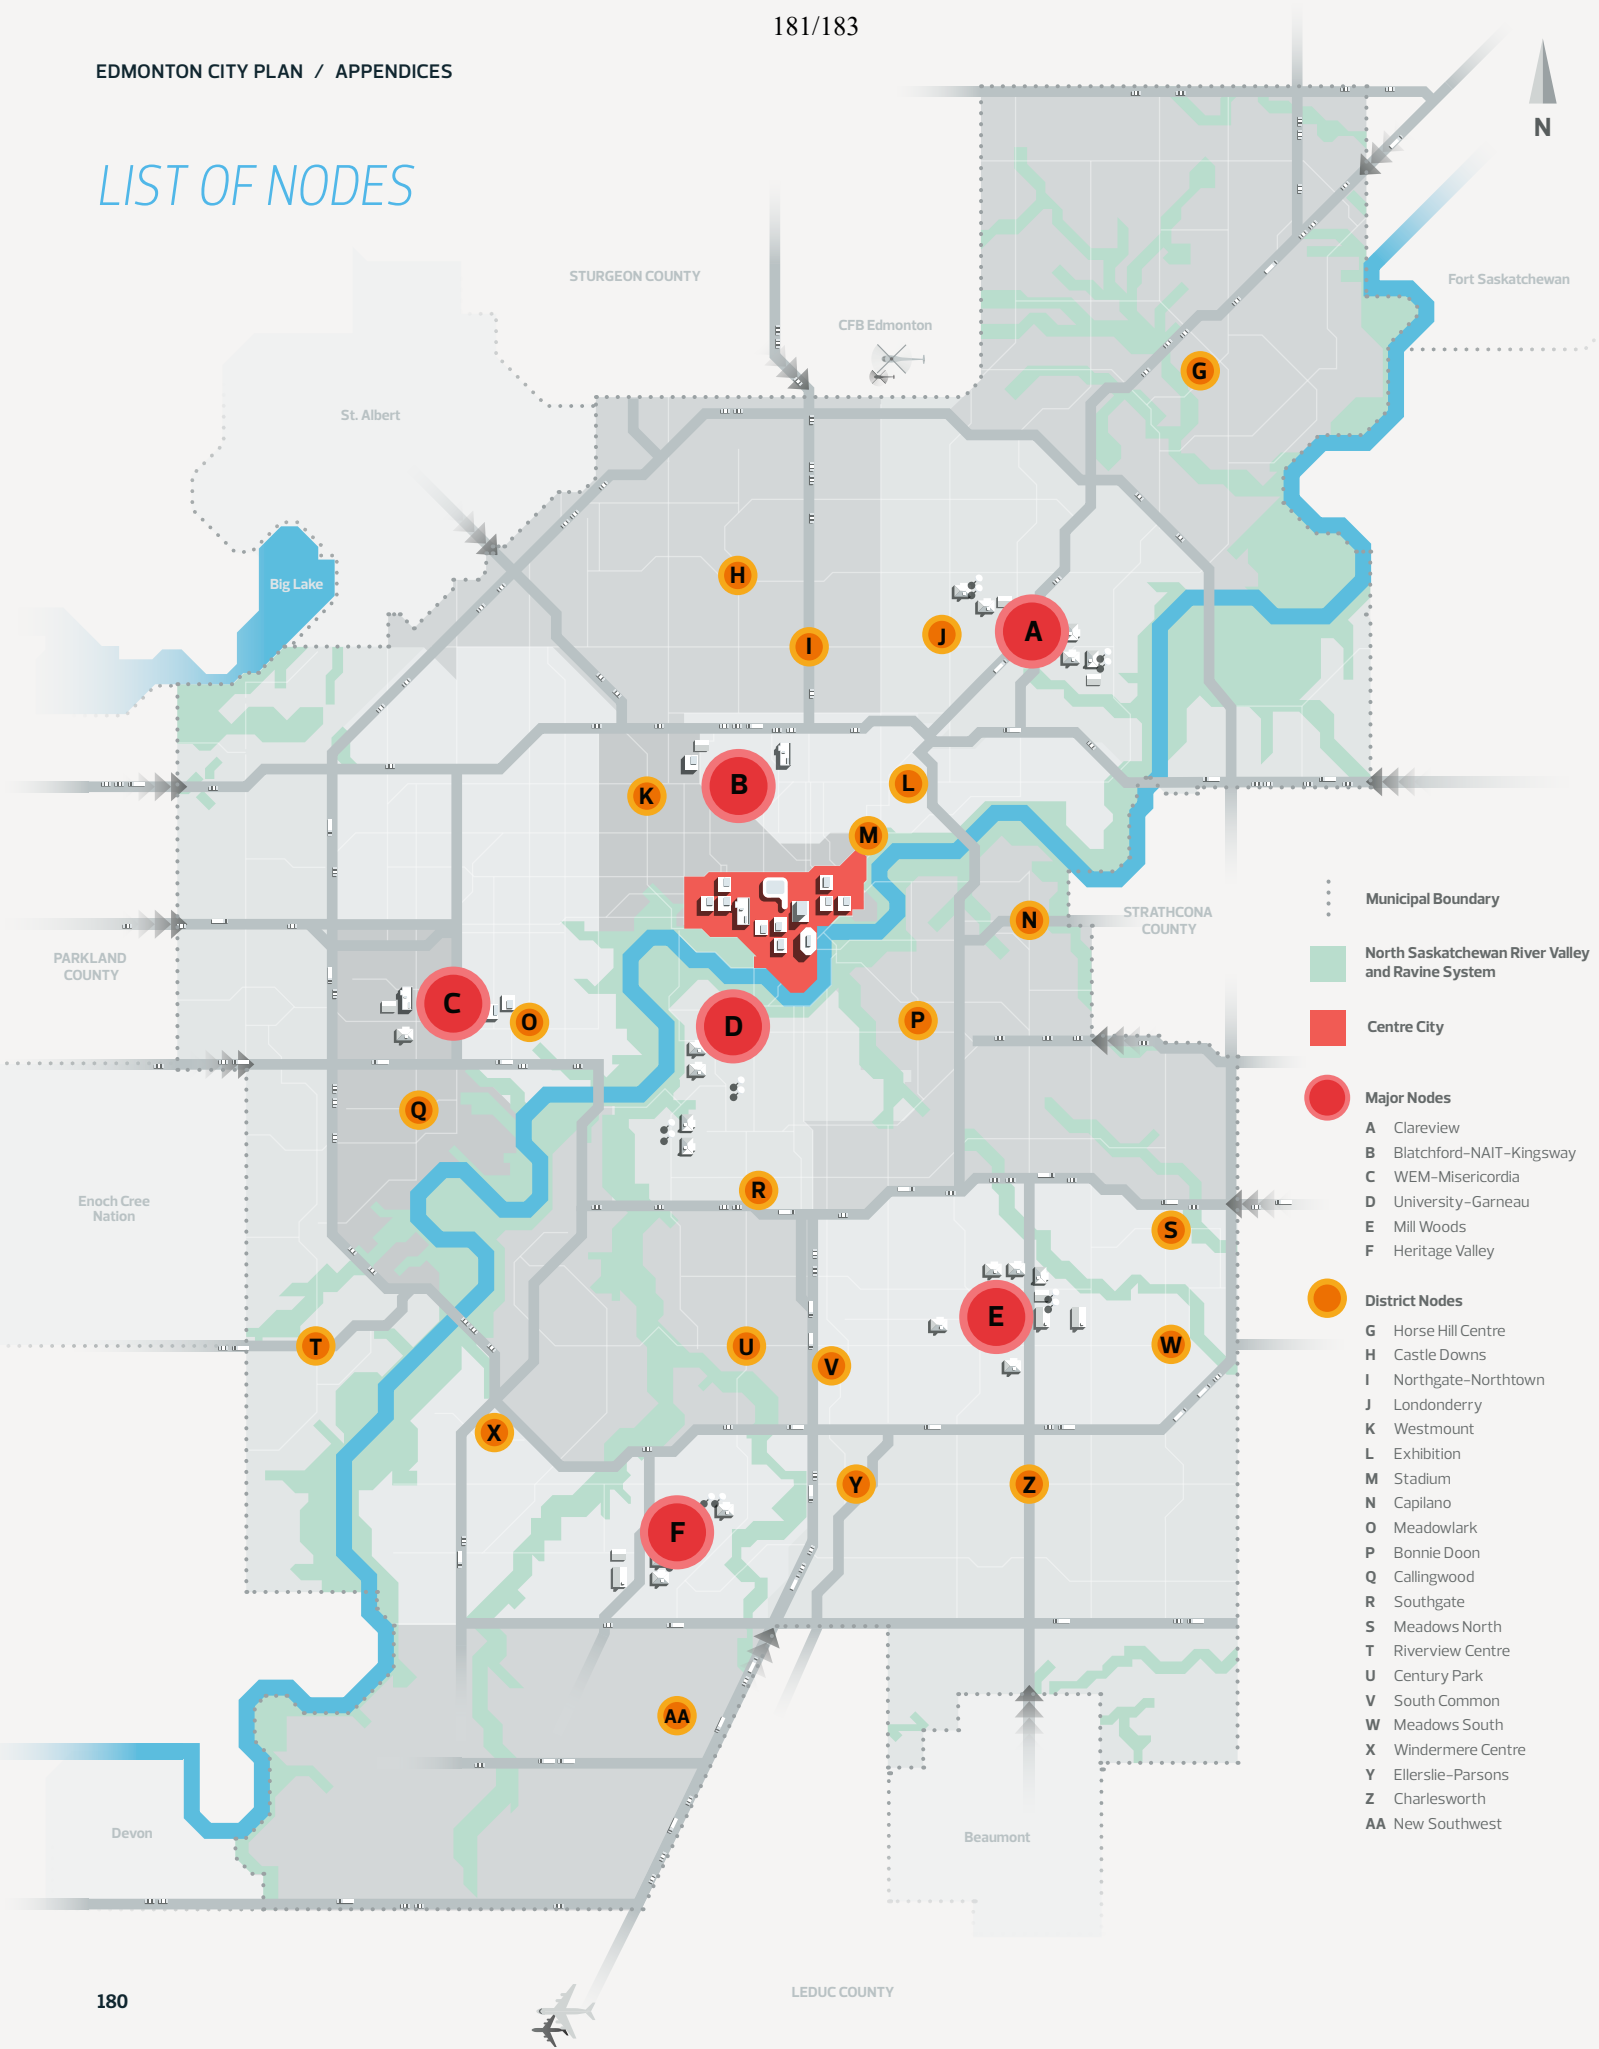 181/183
EDMONTON CITY PLAN / APPENDICES
LIST OF NODES
N
STURGEON COUNTY
Fort Saskatchewan
CFB Edmonton
G
St. Albert
H
Big Lake
A
J
I
B
L
K
M
Municipal Boundary
STRATHCONA
COUNTY
N
North Saskatchewan River Valley
and Ravine System
PARKLAND
COUNTY
C
O
D
P
Centre City
Q
Major Nodes
A Clareview
B Blatchford-NAIT-Kingsway
C WEM-Misericordia
D University-Garneau
E Mill Woods
F Heritage Valley
Enoch Cree
Nation
R
S
E
T
U
V
W
District Nodes
G Horse Hill Centre
H Castle Downs
I Northgate-Northtown
J Londonderry
K Westmount
L Exhibition
M Stadium
N Capilano
O Meadowlark
P Bonnie Doon
Q Callingwood
R Southgate
S Meadows North
T Riverview Centre
U Century Park
V South Common
W Meadows South
X Windermere Centre
Y Ellerslie-Parsons
Z Charlesworth
AA New Southwest
X
Y
Z
F
AA
Devon
Beaumont
LEDUC COUNTY
180